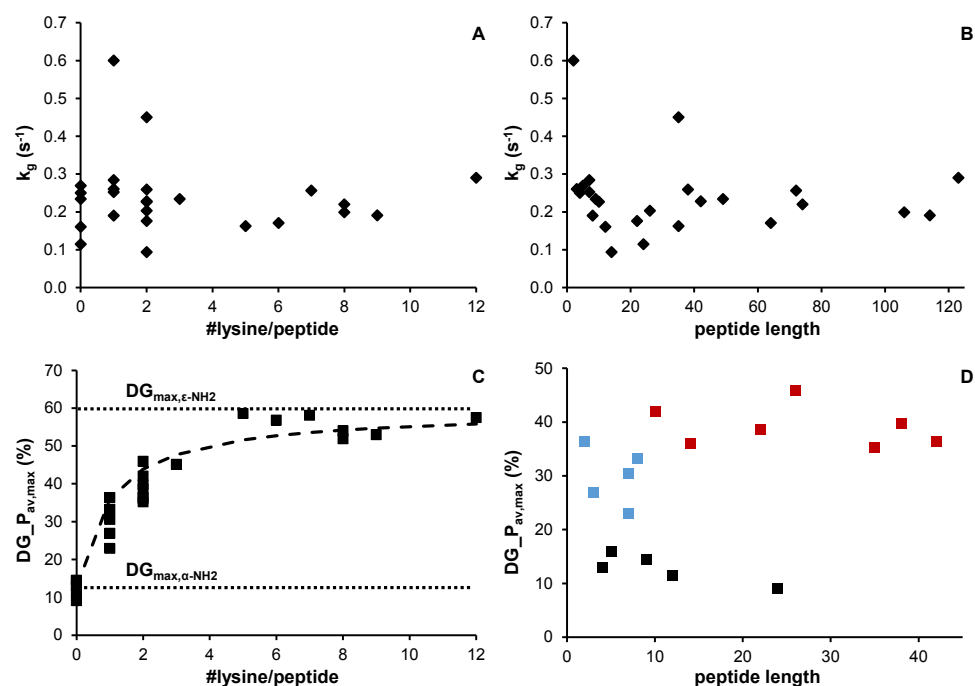 A
0.7
0.6
0.5
0.4
0.3
0.2
0.1
0.0
k_g (s⁻¹)
0 2 4 6 8 10 12
#lysine/peptide
B
0.7
0.6
0.5
0.4
0.3
0.2
0.1
0.0
k_g (s⁻¹)
0 20 40 60 80 100 120
peptide length
C
70
60
50
40
30
20
10
0
DG_P_av,max (%)
DG_max,ε-NH2
DG_max,α-NH2
0 2 4 6 8 10 12
#lysine/peptide
D
50
40
30
20
10
0
DG_P_av,max (%)
0 10 20 30 40
peptide length